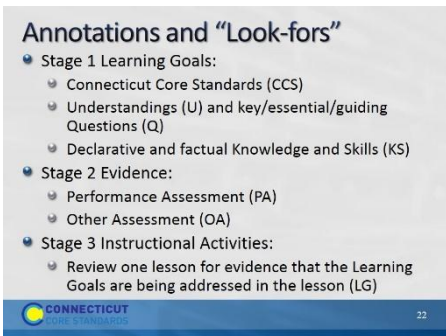 Annotations and “Look-fors”
Stage 1 Learning Goals:
Connecticut Core Standards (CCS)
Understandings (U) and key/essential/guiding
Questions (Q)
Declarative and factual Knowledge and Skills (KS)
Stage 2 Evidence:
Performance Assessment (PA)
Other Assessment (OA)
Stage 3 Instructional Activities:
Review one lesson for evidence that the Learning
Goals are being addressed in the lesson (LG)
CONNECTICUT
CORE STANDARDS
22